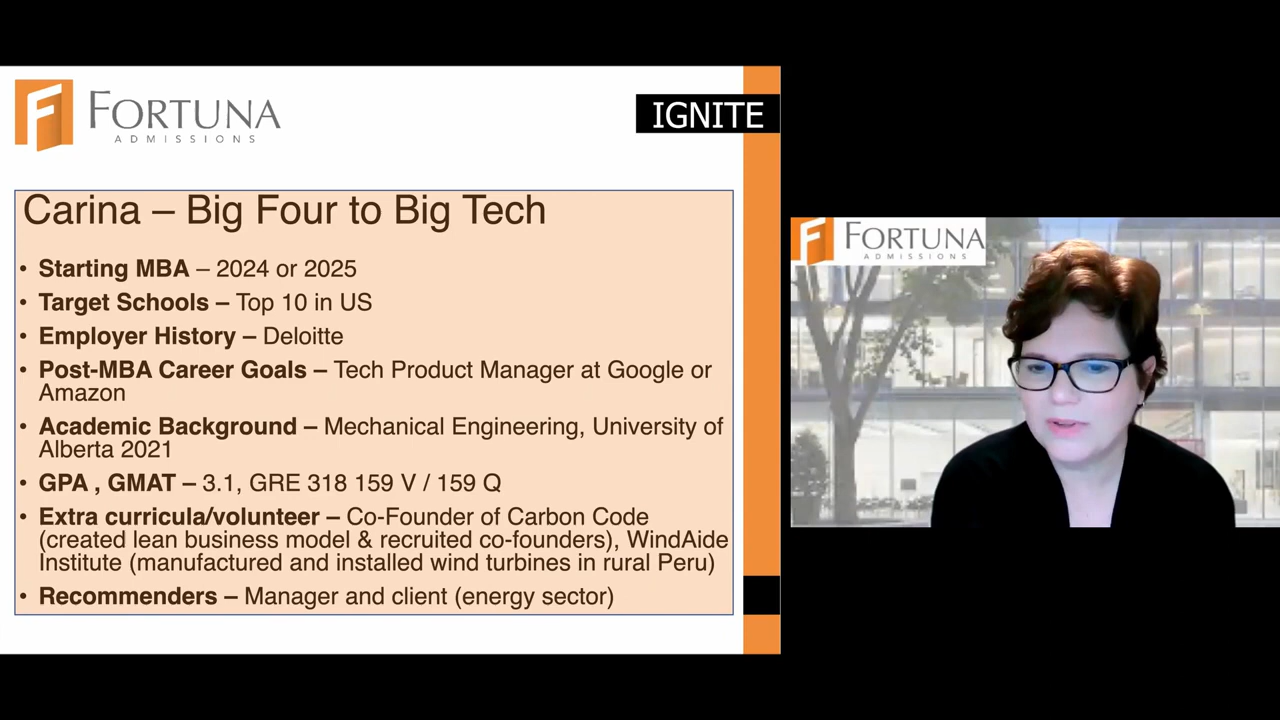 FORTUNA
ADMISSIONS
IGNITE
Carina – Big Four to Big Tech
• Starting MBA – 2024 or 2025
• Target Schools – Top 10 in US
• Employer History – Deloitte
• Post-MBA Career Goals – Tech Product Manager at Google or
Amazon
• Academic Background – Mechanical Engineering, University of
Alberta 2021
• GPA , GMAT – 3.1, GRE 318 159 V / 159 Q
• Extra curricula/volunteer – Co-Founder of Carbon Code
(created lean business model & recruited co-founders), WindAide
Institute (manufactured and installed wind turbines in rural Peru)
• Recommenders – Manager and client (energy sector)
FORTUNA
ADMISSIONS